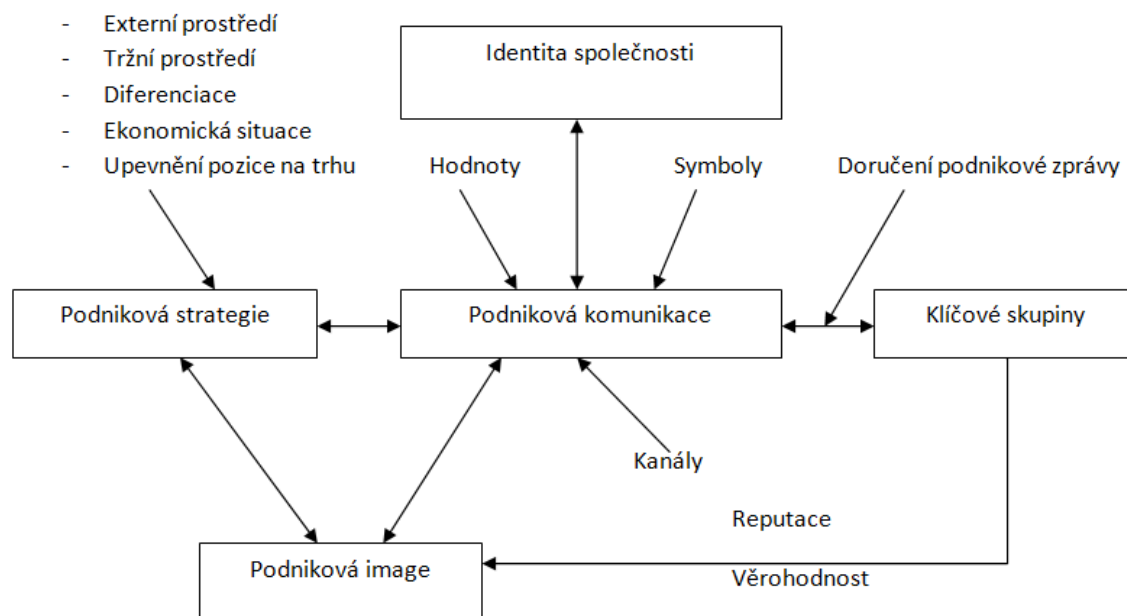 - Externí prostředí
- Tržní prostředí
- Diferenciace
- Ekonomická situace
- Upevnění pozice na trhu
Identita společnosti
Hodnoty
Symboly
Doručení podnikové zprávy
Podniková strategie
Podniková komunikace
Klíčové skupiny
Kanály
Reputace
Věrohodnost
Podniková image